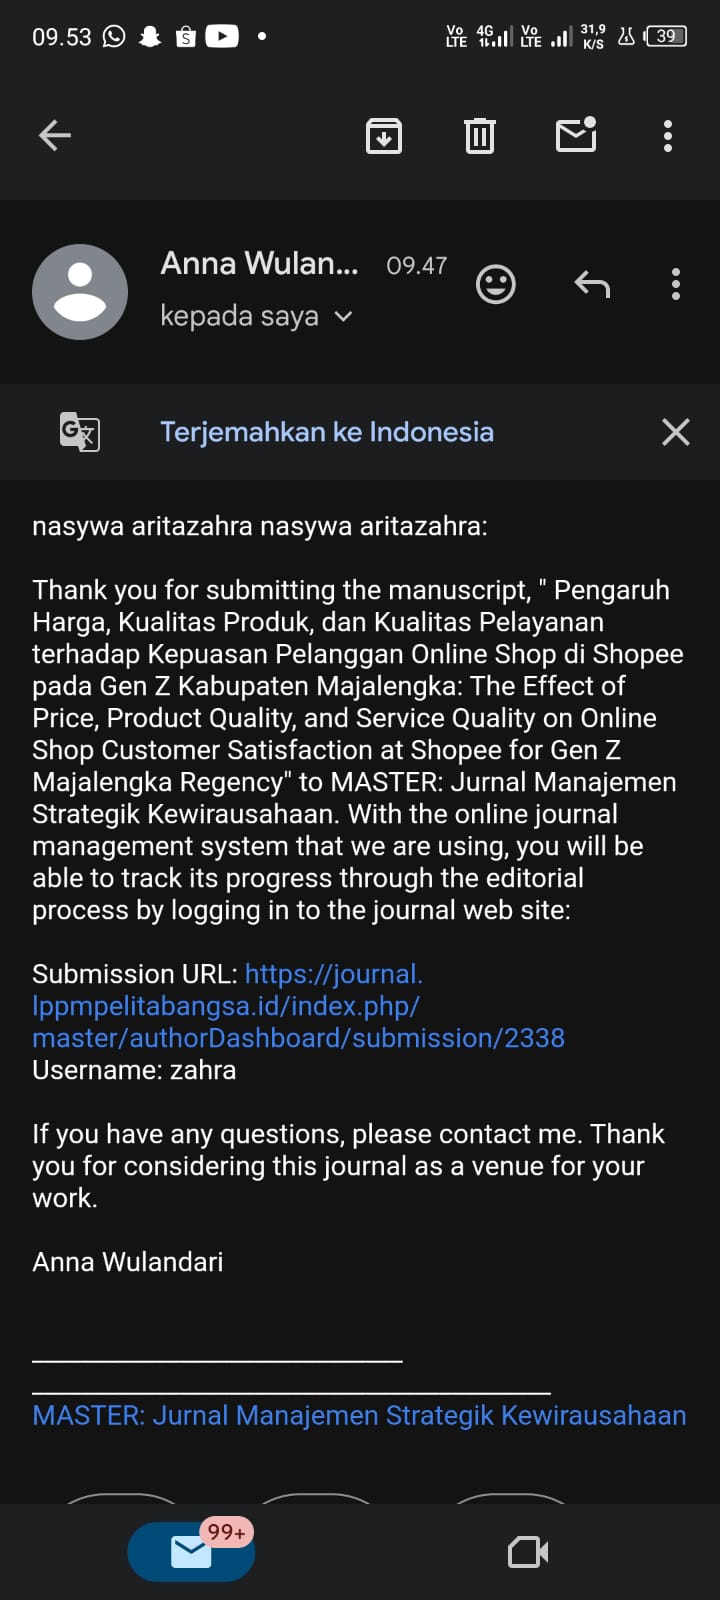 09.53
Vo LTE 4G Vo LTE 31,9 K/S 39
Anna Wulan... 09.47
kepada saya
Terjemahkan ke Indonesia
nasywa aritazahra nasywa aritazahra:
Thank you for submitting the manuscript, " Pengaruh
Harga, Kualitas Produk, dan Kualitas Pelayanan
terhadap Kepuasan Pelanggan Online Shop di Shopee
pada Gen Z Kabupaten Majalengka: The Effect of
Price, Product Quality, and Service Quality on Online
Shop Customer Satisfaction at Shopee for Gen Z
Majalengka Regency" to MASTER: Jurnal Manajemen
Strategik Kewirausahaan. With the online journal
management system that we are using, you will be
able to track its progress through the editorial
process by logging in to the journal web site:
Submission URL: https://journal.
lppmpelitabangsa.id/index.php/
master/authorDashboard/submission/2338
Username: zahra
If you have any questions, please contact me. Thank
you for considering this journal as a venue for your
work.
Anna Wulandari
MASTER: Jurnal Manajemen Strategik Kewirausahaan
99+